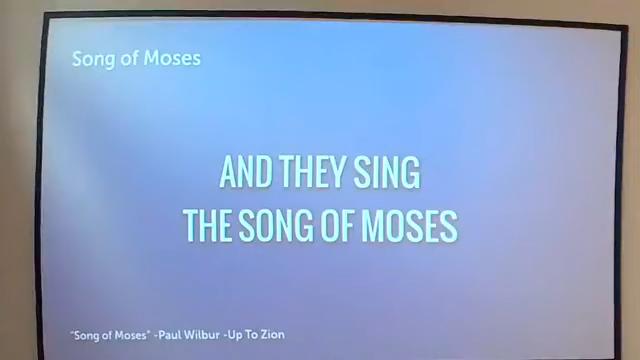 Song of Moses
AND THEY SING
THE SONG OF MOSES
"Song of Moses" -Paul Wilbur -Up To Zion